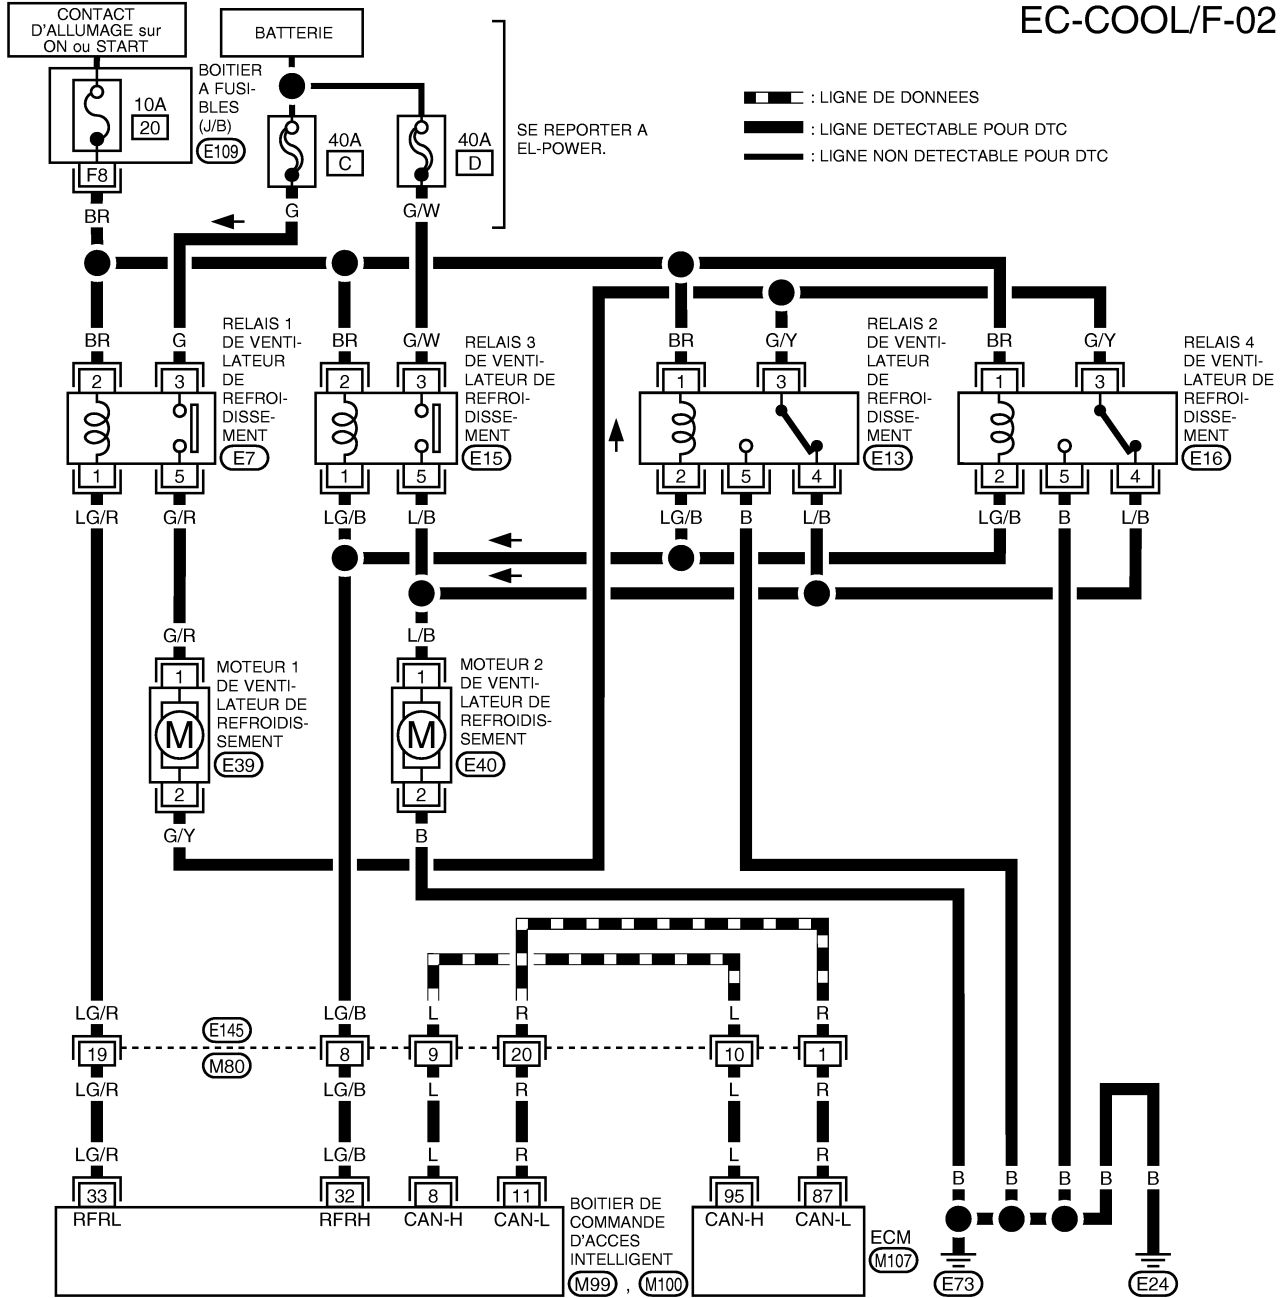 EC-COOL/F-02
CONTACT
D'ALLUMAGE sur
ON ou START
BATTERIE
BOITIER
A FUSI-
BLES
(J/B)
E109
10A
20
F8
40A
C
40A
D
SE REPORTER A
EL-POWER.
: LIGNE DE DONNEES
: LIGNE DETECTABLE POUR DTC
: LIGNE NON DETECTABLE POUR DTC
BR
G
G/W
BR
G
BR
G/W
BR
G/Y
BR
G/Y
RELAIS 1
DE VENTI-
LATEUR
DE
REFROI-
DISSE-
MENT
E7
RELAIS 3
DE VENTI-
LATEUR DE
REFROI-
DISSE-
MENT
E15
RELAIS 2
DE VENTI-
LATEUR
DE
REFROI-
DISSE-
MENT
E13
RELAIS 4
DE VENTI-
LATEUR DE
REFROI-
DISSE-
MENT
E16
2
3
2
3
1
3
1
3
1
5
1
5
2
5
4
2
5
4
LG/R
G/R
LG/B
L/B
LG/B
B
L/B
LG/B
B
L/B
G/R
L/B
1
1
M
M
2
2
MOTEUR 1
DE VENTI-
LATEUR DE
REFROIDIS-
SEMENT
E39
MOTEUR 2
DE VENTI-
LATEUR DE
REFROIDIS-
SEMENT
E40
G/Y
B
LG/R
LG/B
L
R
L
R
E145
M80
19
8
9
20
10
1
LG/R
LG/B
L
R
L
R
LG/R
LG/B
L
R
L
R
33
32
8
11
95
87
RFRL
RFRH
CAN-H
CAN-L
CAN-H
CAN-L
BOITIER DE
COMMANDE
D'ACCES
INTELLIGENT
M99 , M100
ECM
M107
B
B
B
B
B
E73
E24